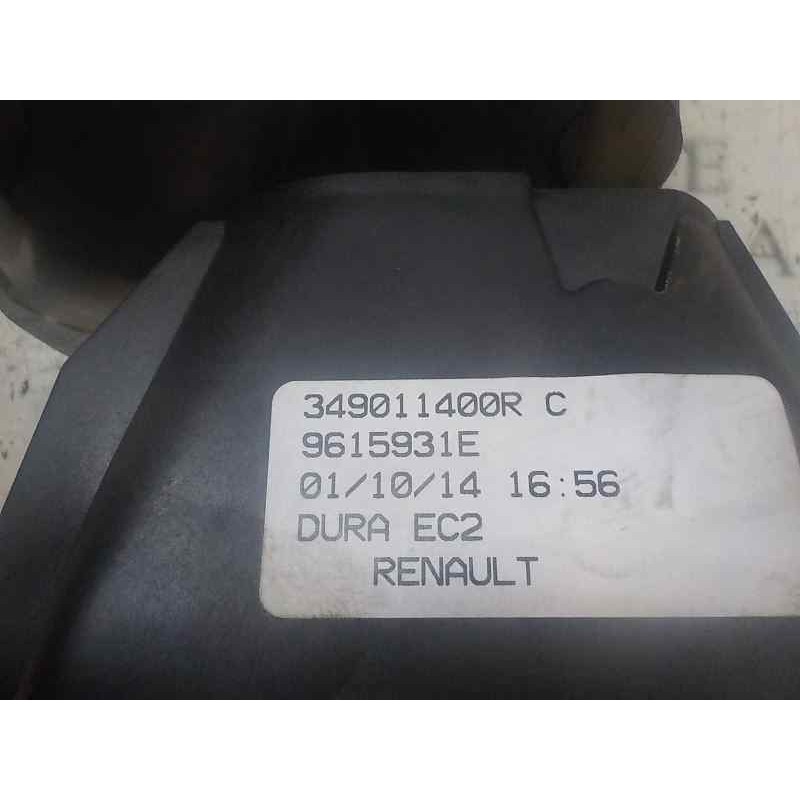 349011400R C
9615931E
01/10/14 16:56
DURA EC2
RENAULT